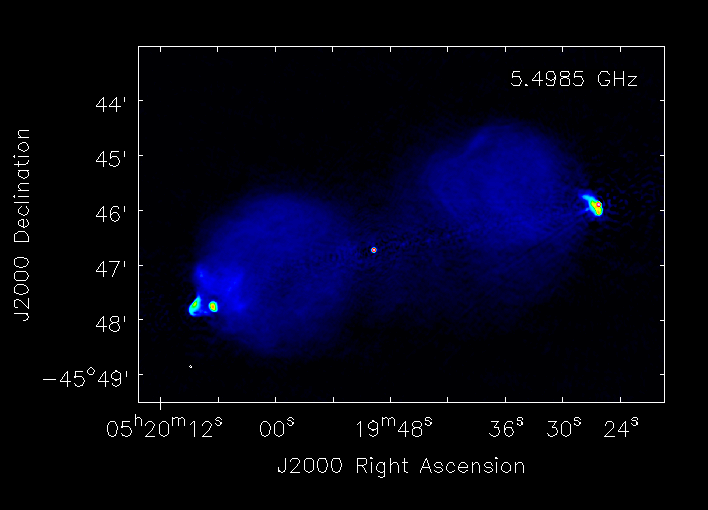 5.4985 GHz
44'
45'
46'
47'
48'
−45°49'
J2000 Declination
05ʰ20ᵐ12ˢ 00ˢ 19ᵐ48ˢ 36ˢ 30ˢ 24ˢ
J2000 Right Ascension